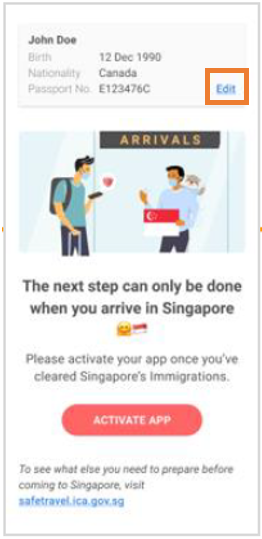 John Doe
Birth 12 Dec 1990
Nationality Canada
Passport No. E123476C Edit
ARRIVALS
The next step can only be done
when you arrive in Singapore
🤗🇸🇬
Please activate your app once you've
cleared Singapore's Immigrations.
ACTIVATE APP
To see what else you need to prepare before
coming to Singapore, visit
safetravel.ica.gov.sg